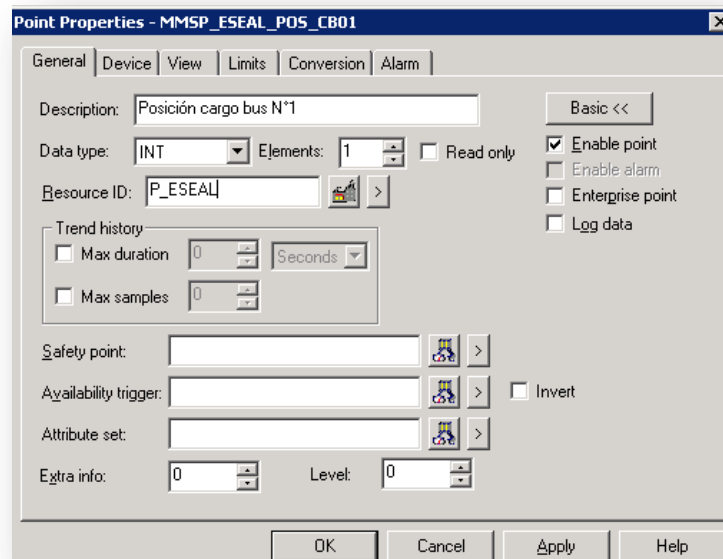 Point Properties - MMSP_ESEAL_POS_CB01
General Device View Limits Conversion Alarm
Description: Posición cargo bus N°1 Basic <<
Data type: INT Elements: 1 Read only Enable point
Enable alarm
Resource ID: P_ESEAL > Enterprise point
Trend history Log data
Max duration 0 Seconds
Max samples 0
Safety point: >
Availability trigger: > Invert
Attribute set: >
Extra info: 0 Level: 0
OK Cancel Apply Help